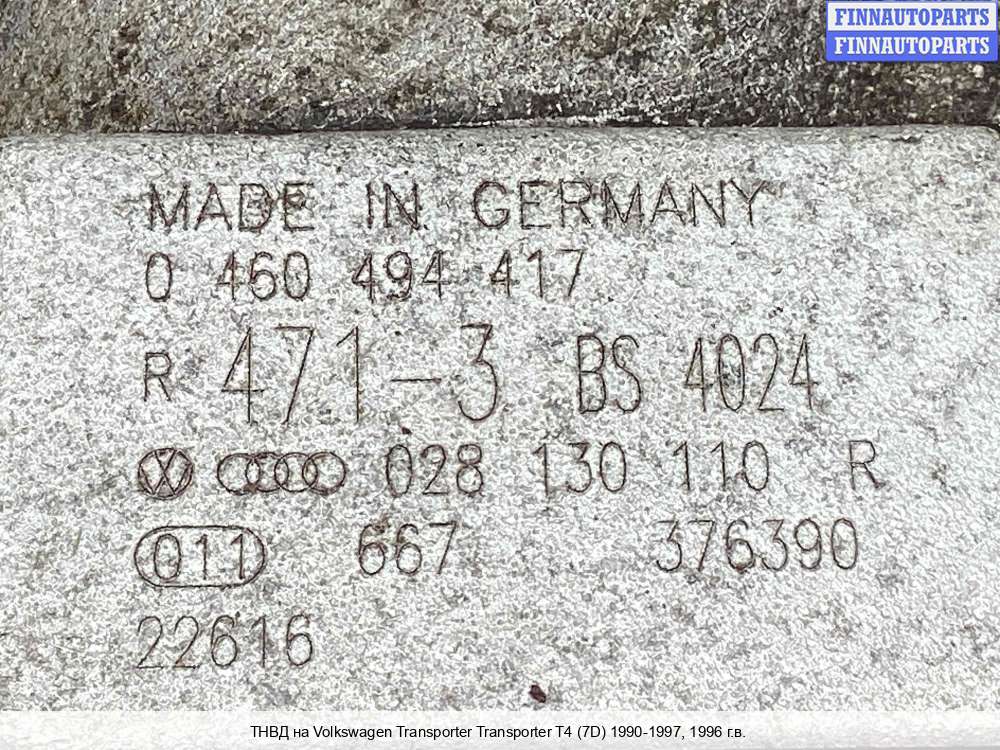 FINNAUTOPARTS
FINNAUTOPARTS
MADE IN GERMANY
0 460 494 417
R 471-3 BS 4024
028 130 110 R
011 667 376390
22616
ТНВД на Volkswagen Transporter Transporter T4 (7D) 1990-1997, 1996 г.в.